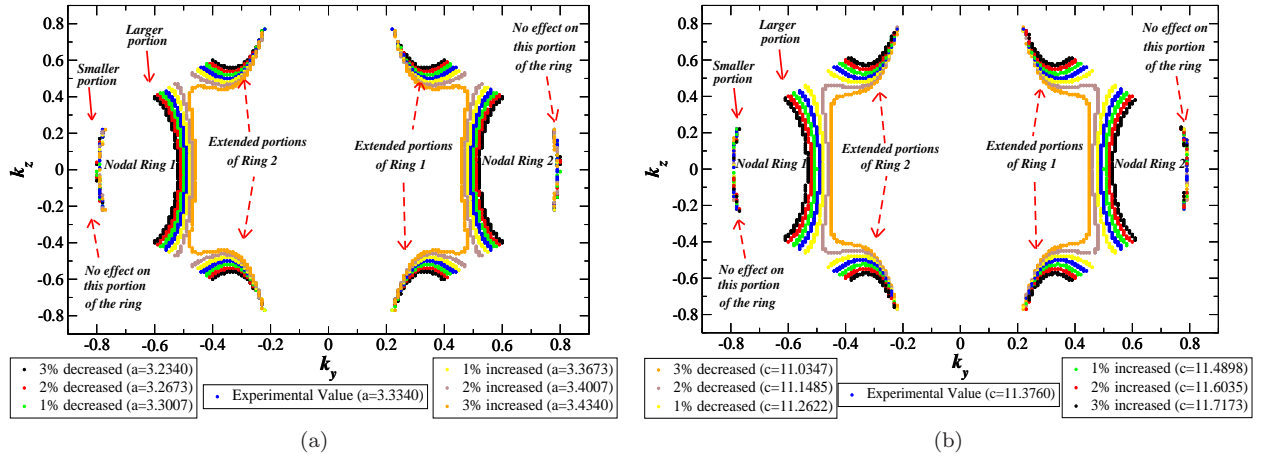 0.8
0.6
0.4
0.2
0
-0.2
-0.4
-0.6
-0.8
k_z
-0.8 -0.6 -0.4 -0.2 0 0.2 0.4 0.6 0.8
k_y
Larger
portion
Smaller
portion
No effect on
this portion
of the ring
Nodal Ring 1
Extended portions
of Ring 2
Extended portions
of Ring 1
Nodal Ring 2
No effect on
this portion
of the ring
3% decreased (a=3.2340)
2% decreased (a=3.2673)
1% decreased (a=3.3007)
Experimental Value (a=3.3340)
1% increased (a=3.3673)
2% increased (a=3.4007)
3% increased (a=3.4340)
(a)
0.8
0.6
0.4
0.2
0
-0.2
-0.4
-0.6
-0.8
k_z
-0.8 -0.6 -0.4 -0.2 0 0.2 0.4 0.6 0.8
k_y
Larger
portion
Smaller
portion
No effect on
this portion
of the ring
Nodal Ring 1
Extended portions
of Ring 2
Extended portions
of Ring 1
Nodal Ring 2
No effect on
this portion
of the ring
3% decreased (c=11.0347)
2% decreased (c=11.1485)
1% decreased (c=11.2622)
Experimental Value (c=11.3760)
1% increased (c=11.4898)
2% increased (c=11.6035)
3% increased (c=11.7173)
(b)